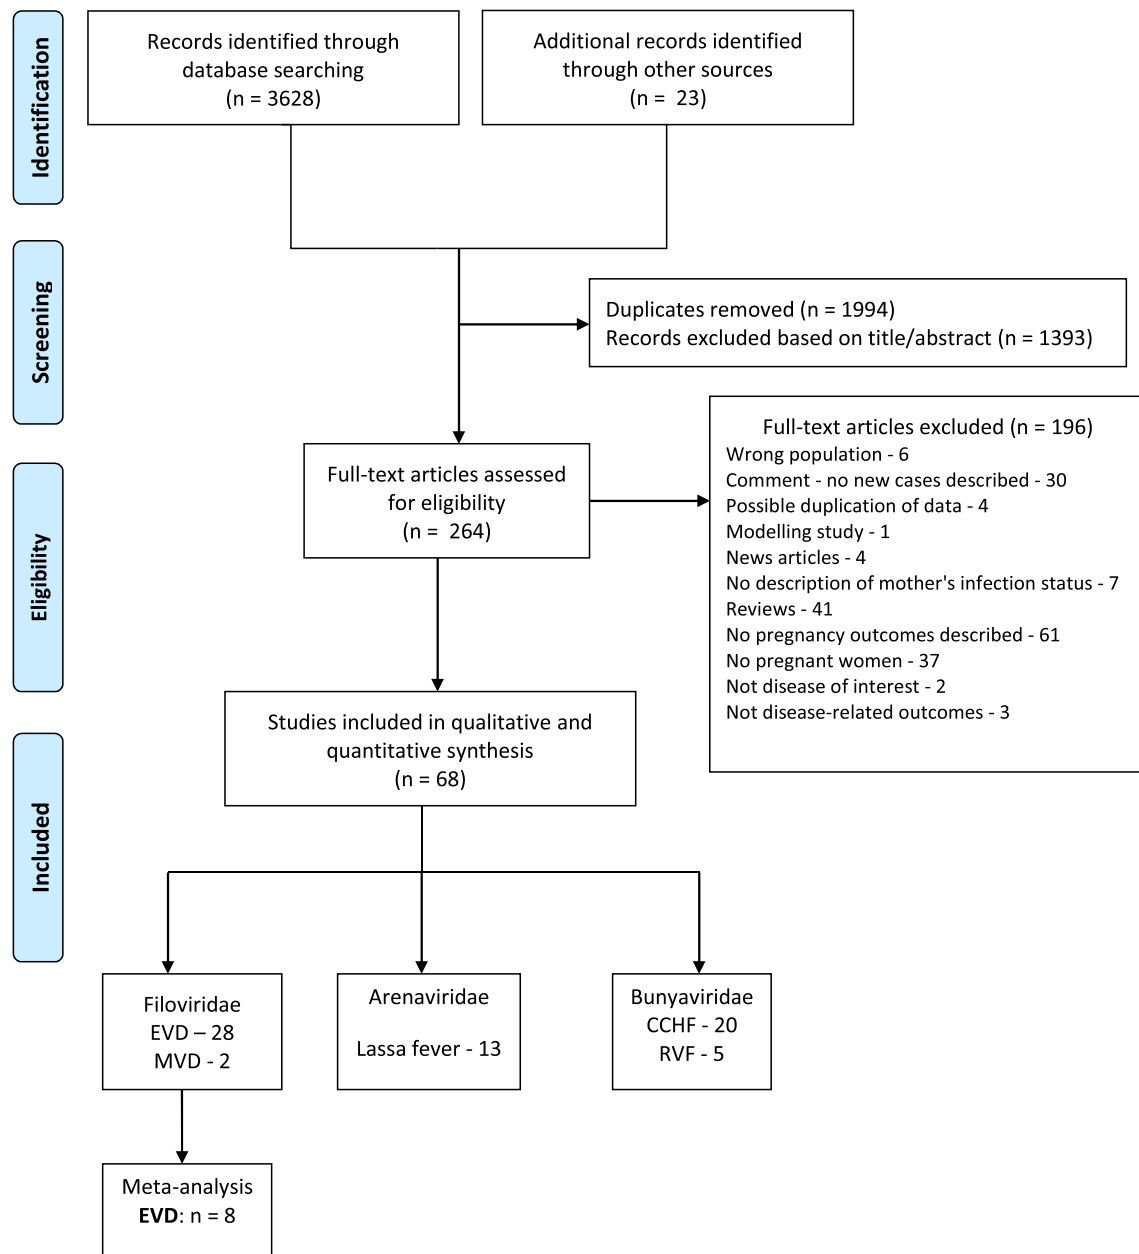 Identification
Records identified through
database searching
(n = 3628)
Additional records identified
through other sources
(n = 23)
Screening
Duplicates removed (n = 1994)
Records excluded based on title/abstract (n = 1393)
Eligibility
Full-text articles assessed
for eligibility
(n = 264)
Full-text articles excluded (n = 196)
Wrong population - 6
Comment - no new cases described - 30
Possible duplication of data - 4
Modelling study - 1
News articles - 4
No description of mother's infection status - 7
Reviews - 41
No pregnancy outcomes described - 61
No pregnant women - 37
Not disease of interest - 2
Not disease-related outcomes - 3
Studies included in qualitative and
quantitative synthesis
(n = 68)
Included
Filoviridae
EVD – 28
MVD - 2
Arenaviridae
Lassa fever - 13
Bunyaviridae
CCHF - 20
RVF - 5
Meta-analysis
EVD: n = 8